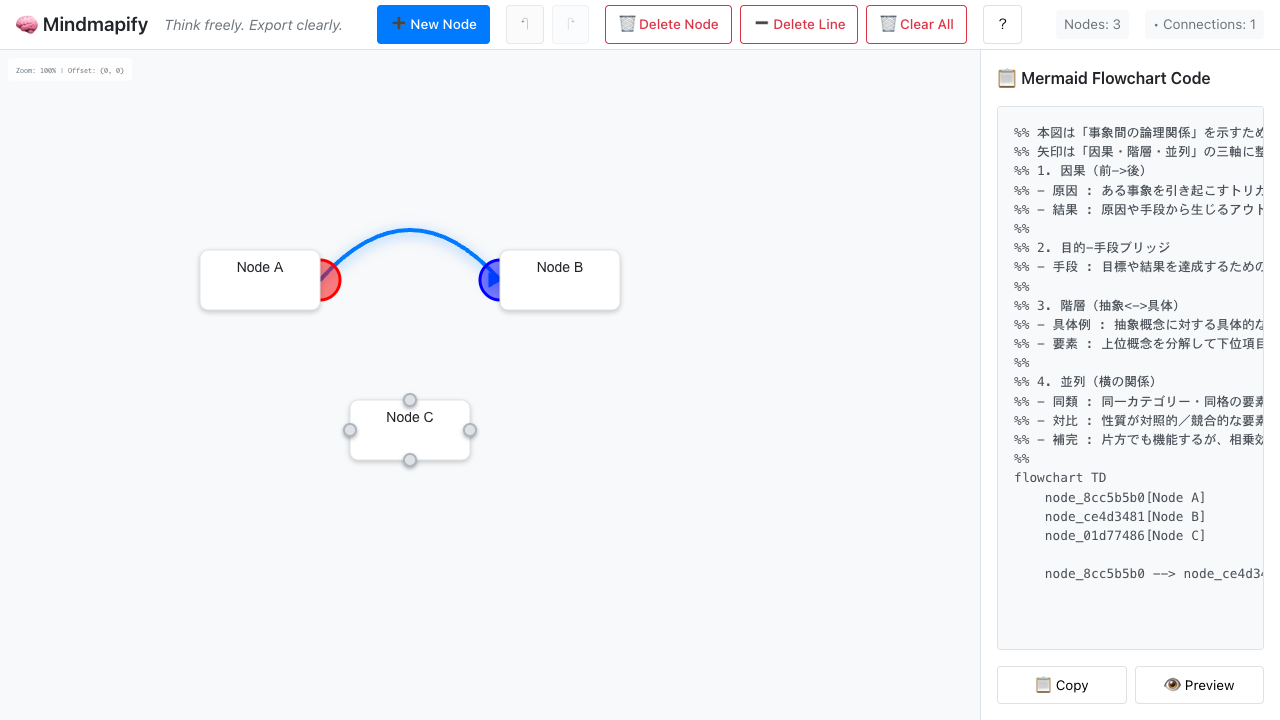 Mindmapify
Think freely. Export clearly.
New Node
Delete Node
Delete Line
Clear All
?
Nodes: 3
• Connections: 1
Zoom: 100% | Offset: (0, 0)
Node A
Node B
Node C
Mermaid Flowchart Code
%% 本図は「事象間の論理関係」を示すため
%% 矢印は「因果・階層・並列」の三軸に整
%% 1. 因果（前->後）
%% - 原因 : ある事象を引き起こすトリガ
%% - 結果 : 原因や手段から生じるアウト
%%
%% 2. 目的-手段ブリッジ
%% - 手段 : 目標や結果を達成するための
%%
%% 3. 階層（抽象<->具体）
%% - 具体例 : 抽象概念に対する具体的な
%% - 要素 : 上位概念を分解して下位項目
%%
%% 4. 並列（横の関係）
%% - 同類 : 同一カテゴリー・同格の要素
%% - 対比 : 性質が対照的／競合的な要素
%% - 補完 : 片方でも機能するが、相乗効
%%
flowchart TD
node_8cc5b5b0[Node A]
node_ce4d3481[Node B]
node_01d77486[Node C]
node_8cc5b5b0 --> node_ce4d34
Copy
Preview